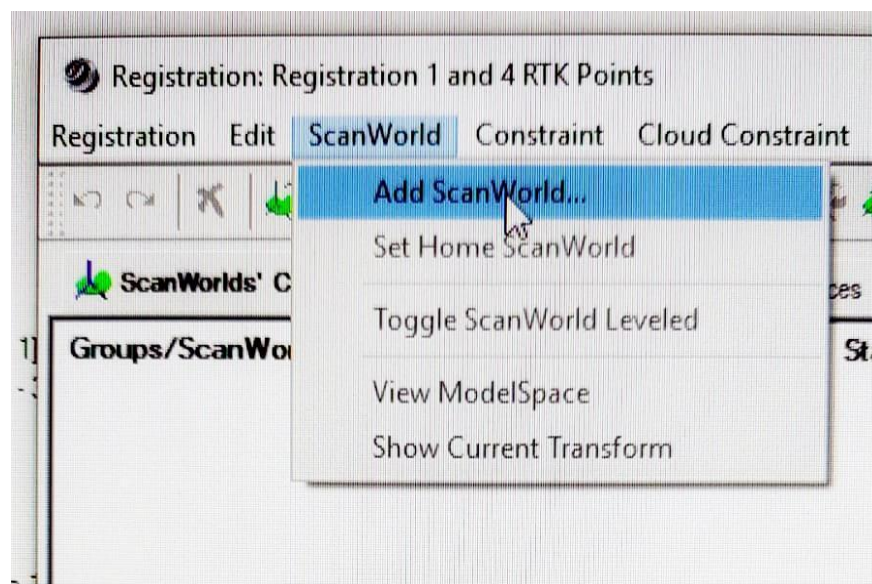 Registration: Registration 1 and 4 RTK Points
Registration Edit ScanWorld Constraint Cloud Constraint
Add ScanWorld...
Set Home ScanWorld
ScanWorlds' C
Toggle ScanWorld Leveled
Groups/ScanWo
View ModelSpace
Show Current Transform